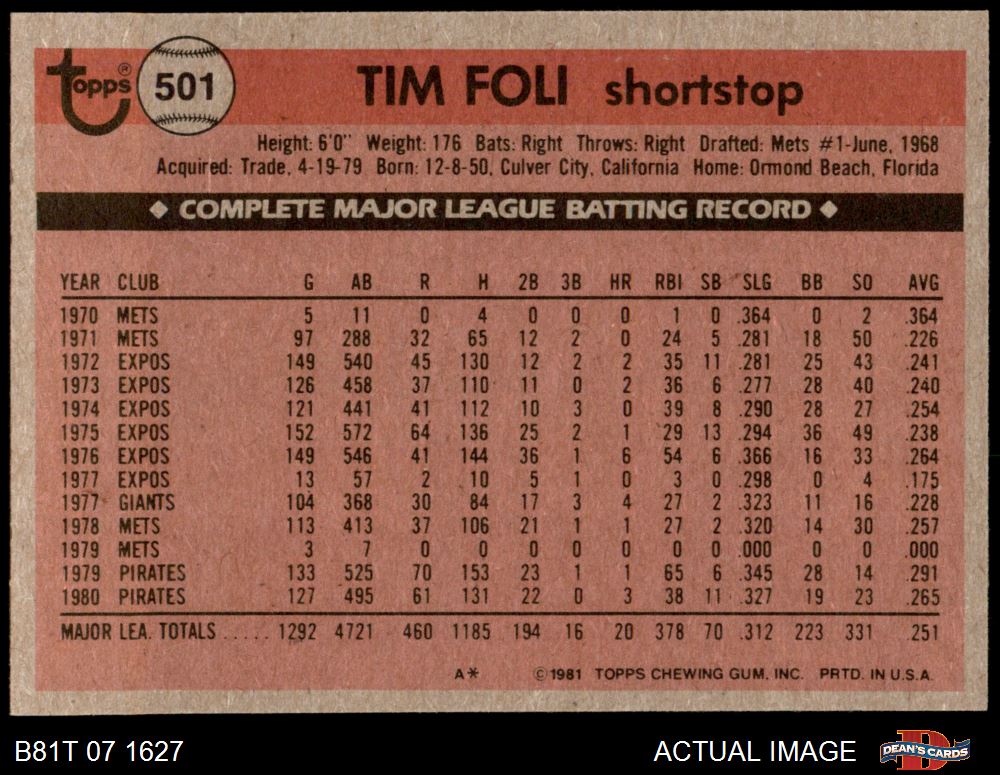 Topps® 501 TIM FOLI shortstop
Height: 6'0" Weight: 176 Bats: Right Throws: Right Drafted: Mets #1-June, 1968
Acquired: Trade, 4-19-79 Born: 12-8-50, Culver City, California Home: Ormond Beach, Florida
◆ COMPLETE MAJOR LEAGUE BATTING RECORD ◆
YEAR CLUB G AB R H 2B 3B HR RBI SB SLG BB SO AVG
1970 METS 5 11 0 4 0 0 0 1 0 .364 0 2 .364
1971 METS 97 288 32 65 12 2 0 24 5 .281 18 50 .226
1972 EXPOS 149 540 45 130 12 2 2 35 11 .281 25 43 .241
1973 EXPOS 126 458 37 110 11 0 2 36 6 .277 28 40 .240
1974 EXPOS 121 441 41 112 10 3 0 39 8 .290 28 27 .254
1975 EXPOS 152 572 64 136 25 2 1 29 13 .294 36 49 .238
1976 EXPOS 149 546 41 144 36 1 6 54 6 .366 16 33 .264
1977 EXPOS 13 57 2 10 5 1 0 3 0 .298 0 4 .175
1977 GIANTS 104 368 30 84 17 3 4 27 2 .323 11 16 .228
1978 METS 113 413 37 106 21 1 1 27 2 .320 14 30 .257
1979 METS 3 7 0 0 0 0 0 0 0 .000 0 0 .000
1979 PIRATES 133 525 70 153 23 1 1 65 6 .345 28 14 .291
1980 PIRATES 127 495 61 131 22 0 3 38 11 .327 19 23 .265
MAJOR LEA. TOTALS ..... 1292 4721 460 1185 194 16 20 378 70 .312 223 331 .251
A* ©1981 TOPPS CHEWING GUM, INC. PRTD. IN U.S.A.
B81T 07 1627 ACTUAL IMAGE DEAN'S CARDS